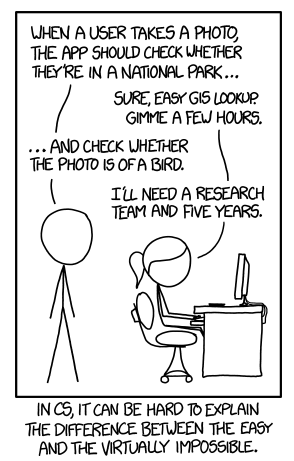 WHEN A USER TAKES A PHOTO,
THE APP SHOULD CHECK WHETHER
THEY'RE IN A NATIONAL PARK...
SURE, EASY GIS LOOKUP.
GIMME A FEW HOURS.
...AND CHECK WHETHER
THE PHOTO IS OF A BIRD.
I'LL NEED A RESEARCH
TEAM AND FIVE YEARS.
IN CS, IT CAN BE HARD TO EXPLAIN
THE DIFFERENCE BETWEEN THE EASY
AND THE VIRTUALLY IMPOSSIBLE.